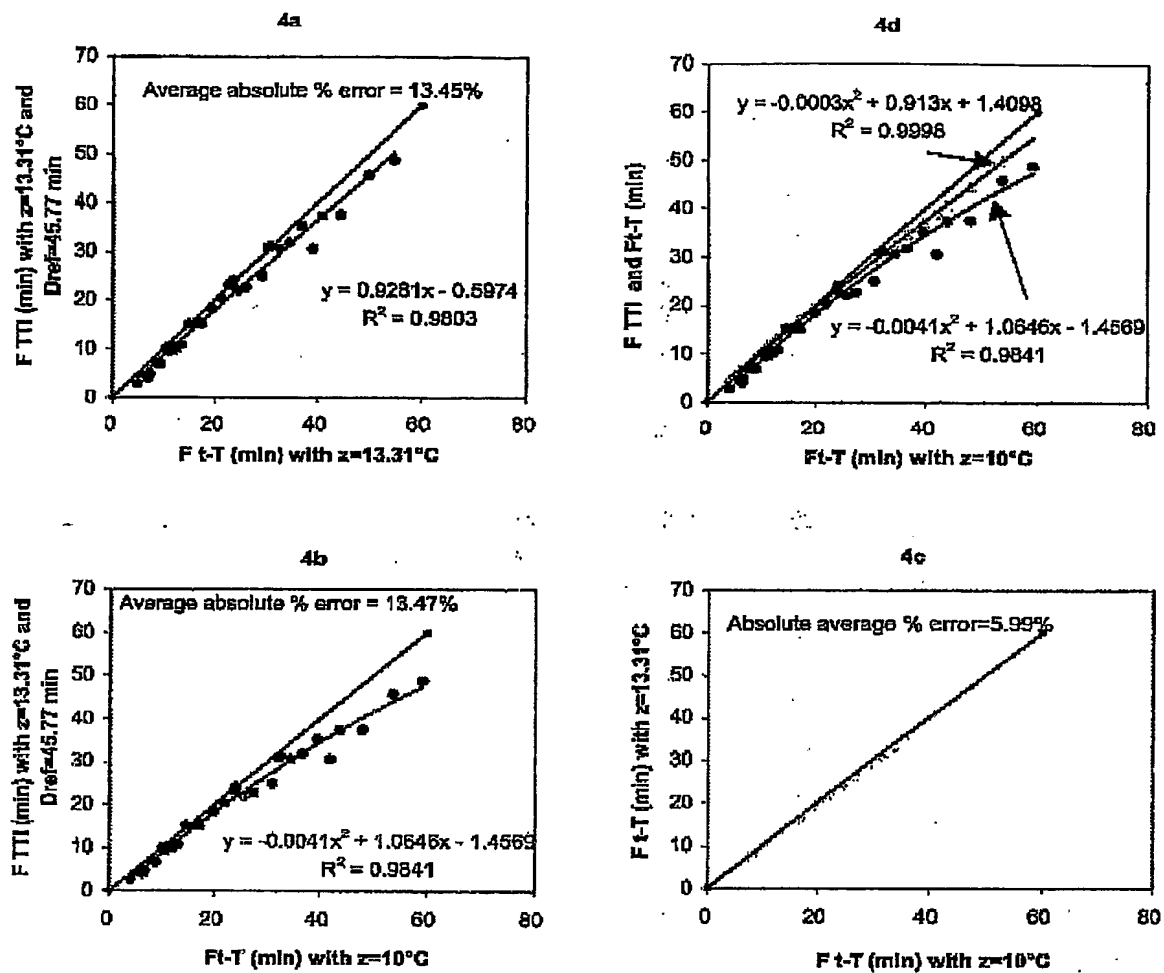 4a
70
60
50
40
30
20
10
0
0 20 40 60 80
F TTI (min) with z=13.31°C and
Dref=45.77 min
Average absolute % error = 13.45%
y = 0.9281x - 0.5974
R² = 0.9803
F t-T (min) with z=13.31°C
4d
70
60
50
40
30
20
10
0
0 20 40 60 80
F TTI and Ft-T (min)
y = -0.0003x² + 0.913x + 1.4098
R² = 0.9998
y = -0.0041x² + 1.0646x - 1.4569
R² = 0.9841
Ft-T (min) with z=10°C
4b
70
60
50
40
30
20
10
0
0 20 40 60 80
F TTI (min) with z=13.31°C and
Dref=45.77 min
Average absolute % error = 13.47%
y = -0.0041x² + 1.0646x - 1.4569
R² = 0.9841
Ft-T (min) with z=10°C
4c
70
60
50
40
30
20
10
0
0 20 40 60 80
F t-T (min) with z=13.31°C
Absolute average % error=5.99%
F t-T (min) with z=10°C